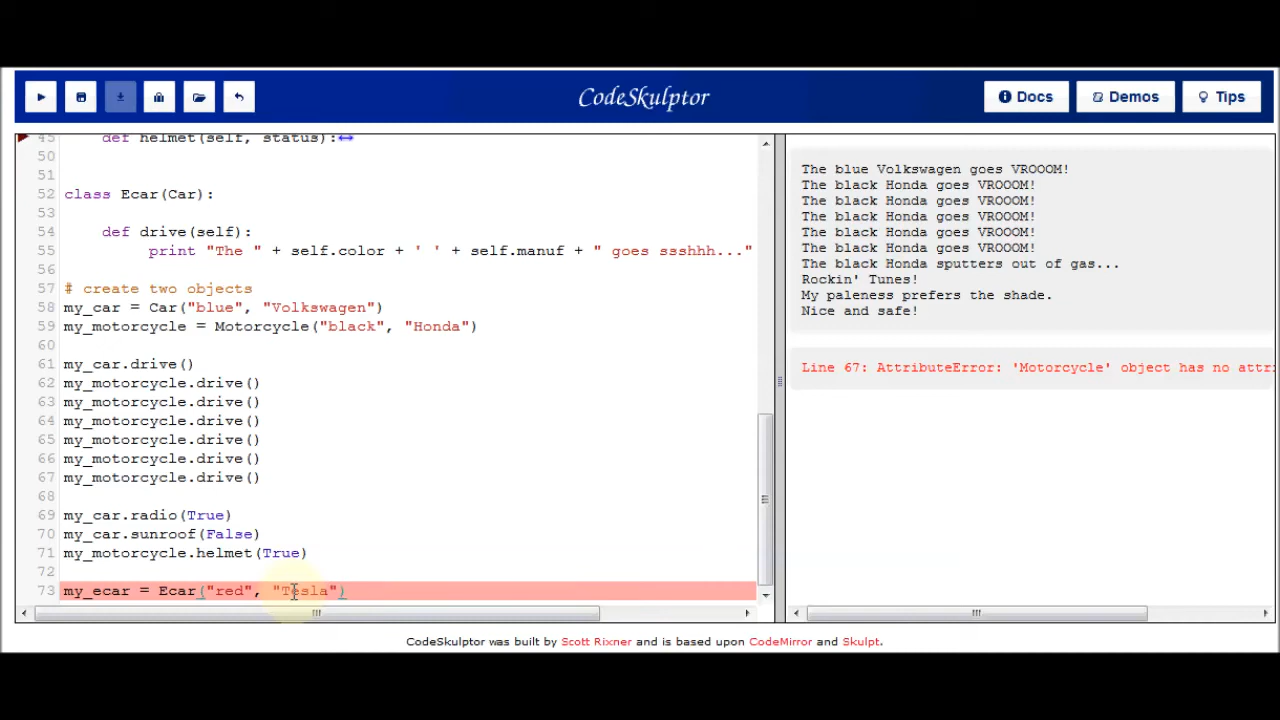 CodeSkulptor
Docs
Demos
Tips
45 def helmet(self, status):
50
51
52 class Ecar(Car):
53
54 def drive(self):
55 print "The " + self.color + ' ' + self.manuf + " goes ssshhh..."
56
57 # create two objects
58 my_car = Car("blue", "Volkswagen")
59 my_motorcycle = Motorcycle("black", "Honda")
60
61 my_car.drive()
62 my_motorcycle.drive()
63 my_motorcycle.drive()
64 my_motorcycle.drive()
65 my_motorcycle.drive()
66 my_motorcycle.drive()
67 my_motorcycle.drive()
68
69 my_car.radio(True)
70 my_car.sunroof(False)
71 my_motorcycle.helmet(True)
72
73 my_ecar = Ecar("red", "Tesla")
The blue Volkswagen goes VROOOM!
The black Honda goes VROOOM!
The black Honda goes VROOOM!
The black Honda goes VROOOM!
The black Honda goes VROOOM!
The black Honda goes VROOOM!
The black Honda sputters out of gas...
Rockin' Tunes!
My paleness prefers the shade.
Nice and safe!
Line 67: AttributeError: 'Motorcycle' object has no attr
CodeSkulptor was built by Scott Rixner and is based upon CodeMirror and Skulpt.